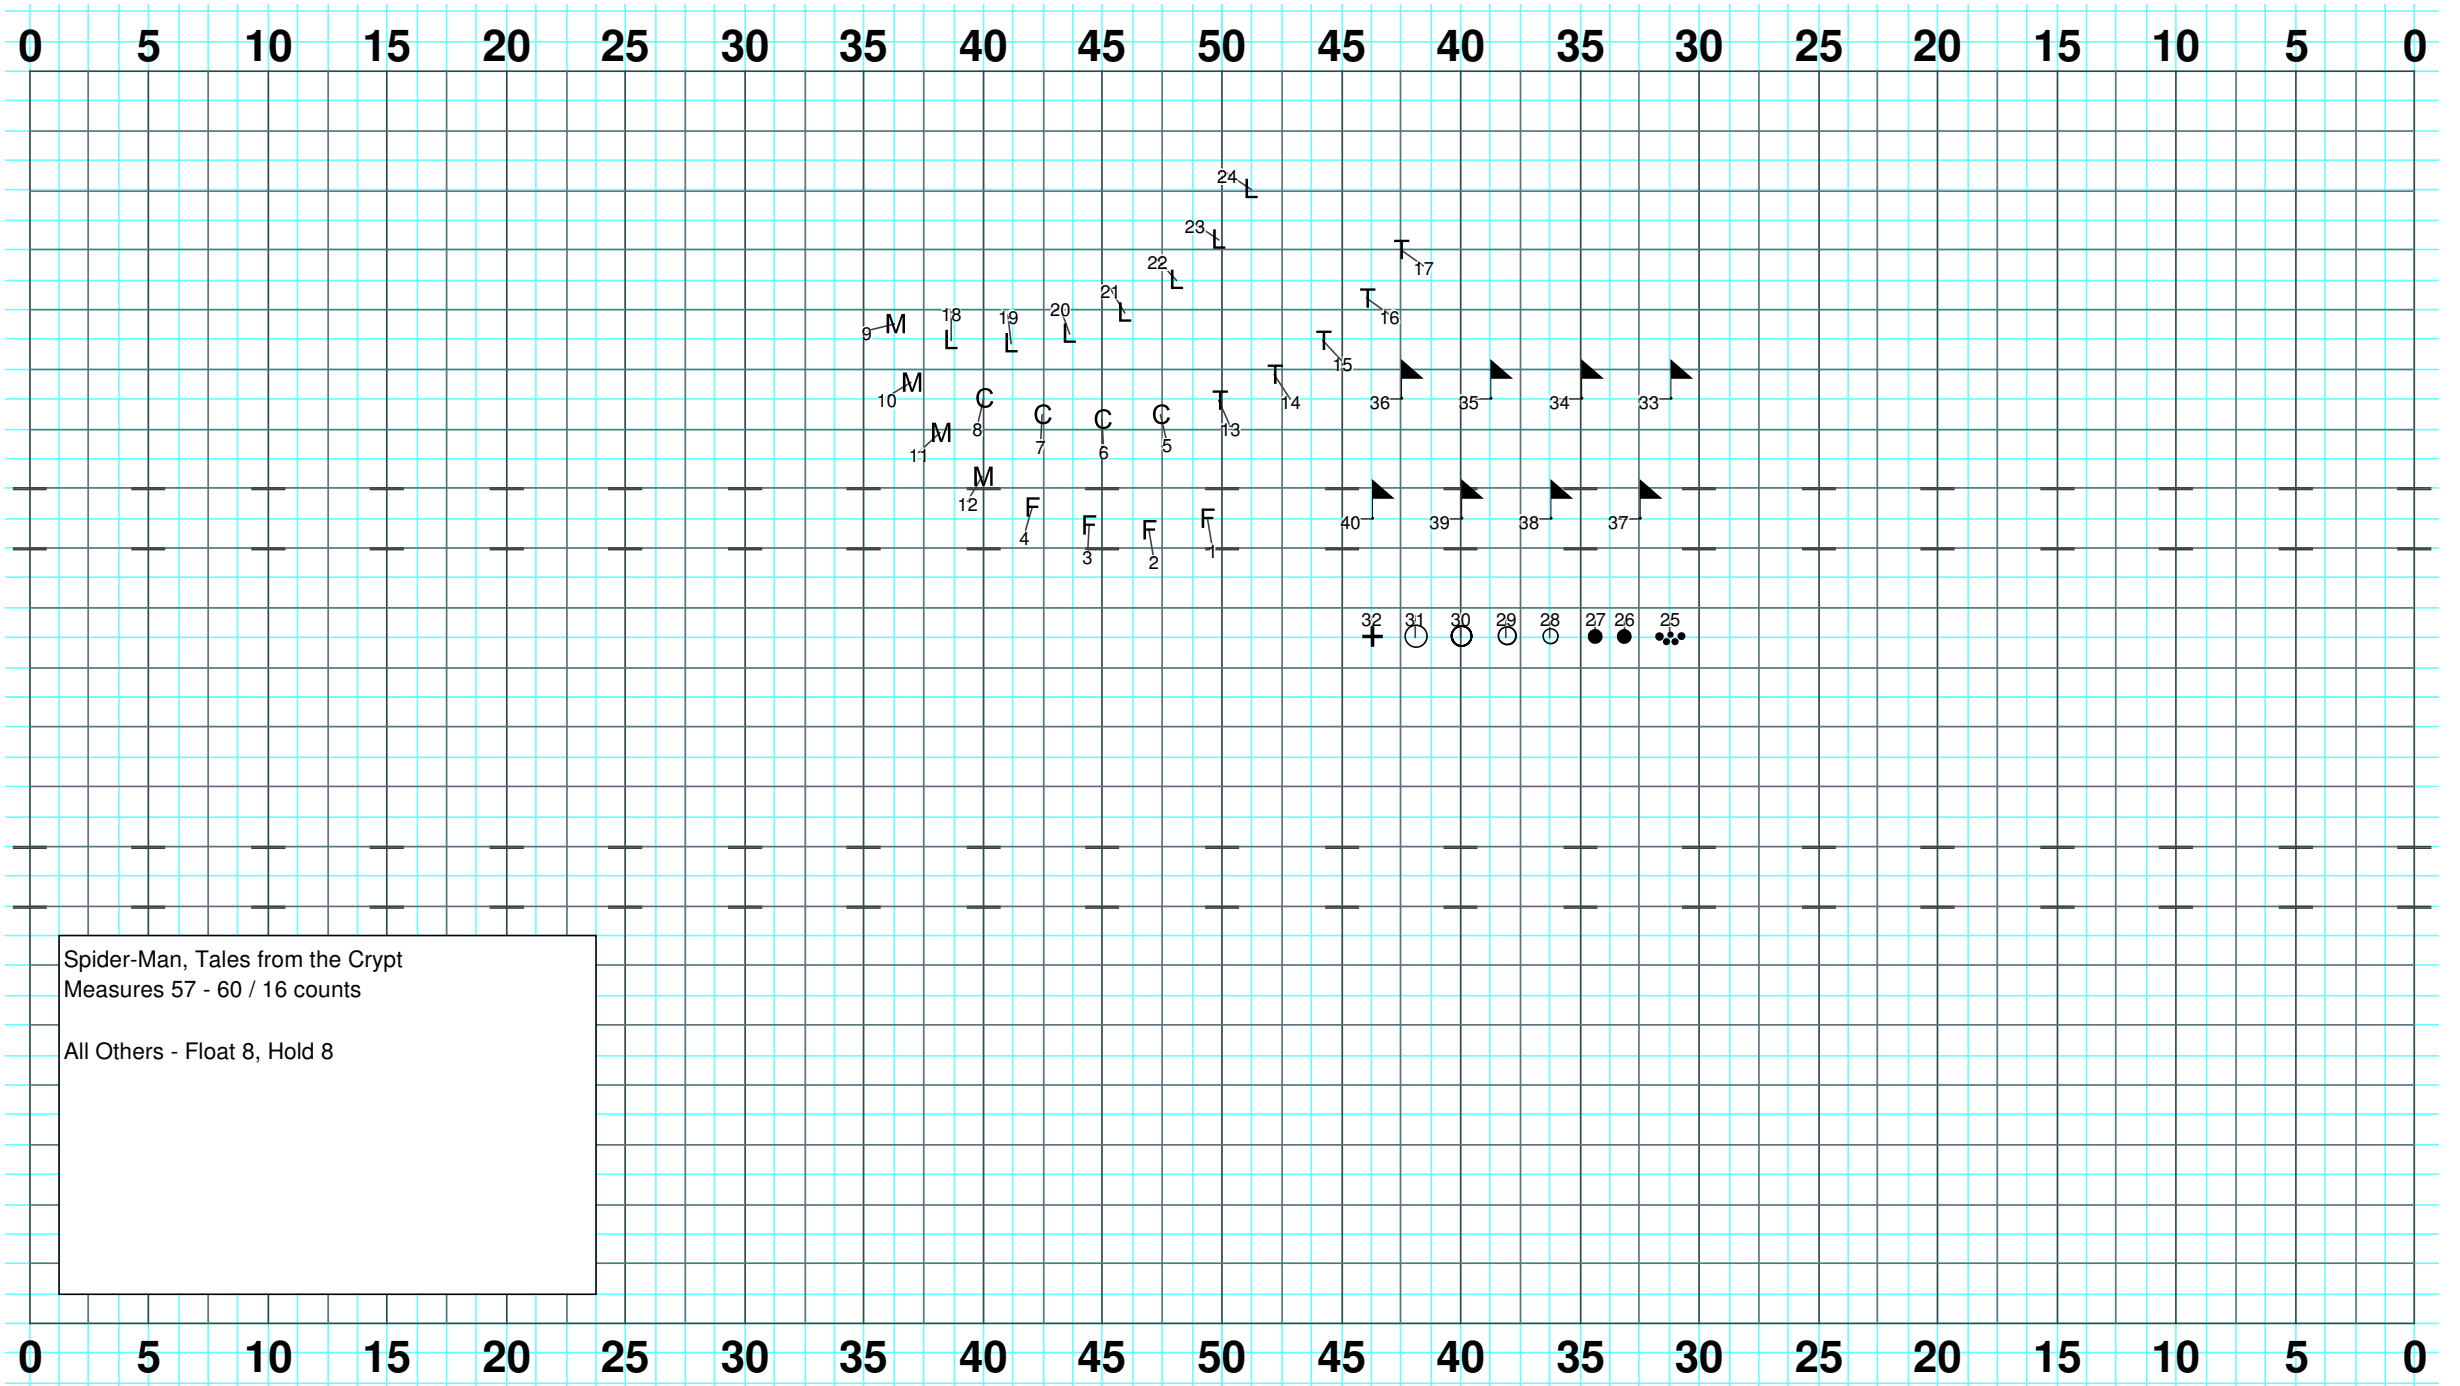 0 5 10 15 20 25 30 35 40 45 50 45 40 35 30 25 20 15 10 5 0
24 L
23 L
T 17
22 L
21 L
T 16
20 L
18 L
19 L
9 M
T 15
M 10
T 14
36 35 34 33
C 8
C 7
C 6
C 5
T 13
M 11
M 12
F 4
F 3
F 2
F 1
40 39 38 37
32 31 30 29 28 27 26 25
Spider-Man, Tales from the Crypt
Measures 57 - 60 / 16 counts
All Others - Float 8, Hold 8
0 5 10 15 20 25 30 35 40 45 50 45 40 35 30 25 20 15 10 5 0